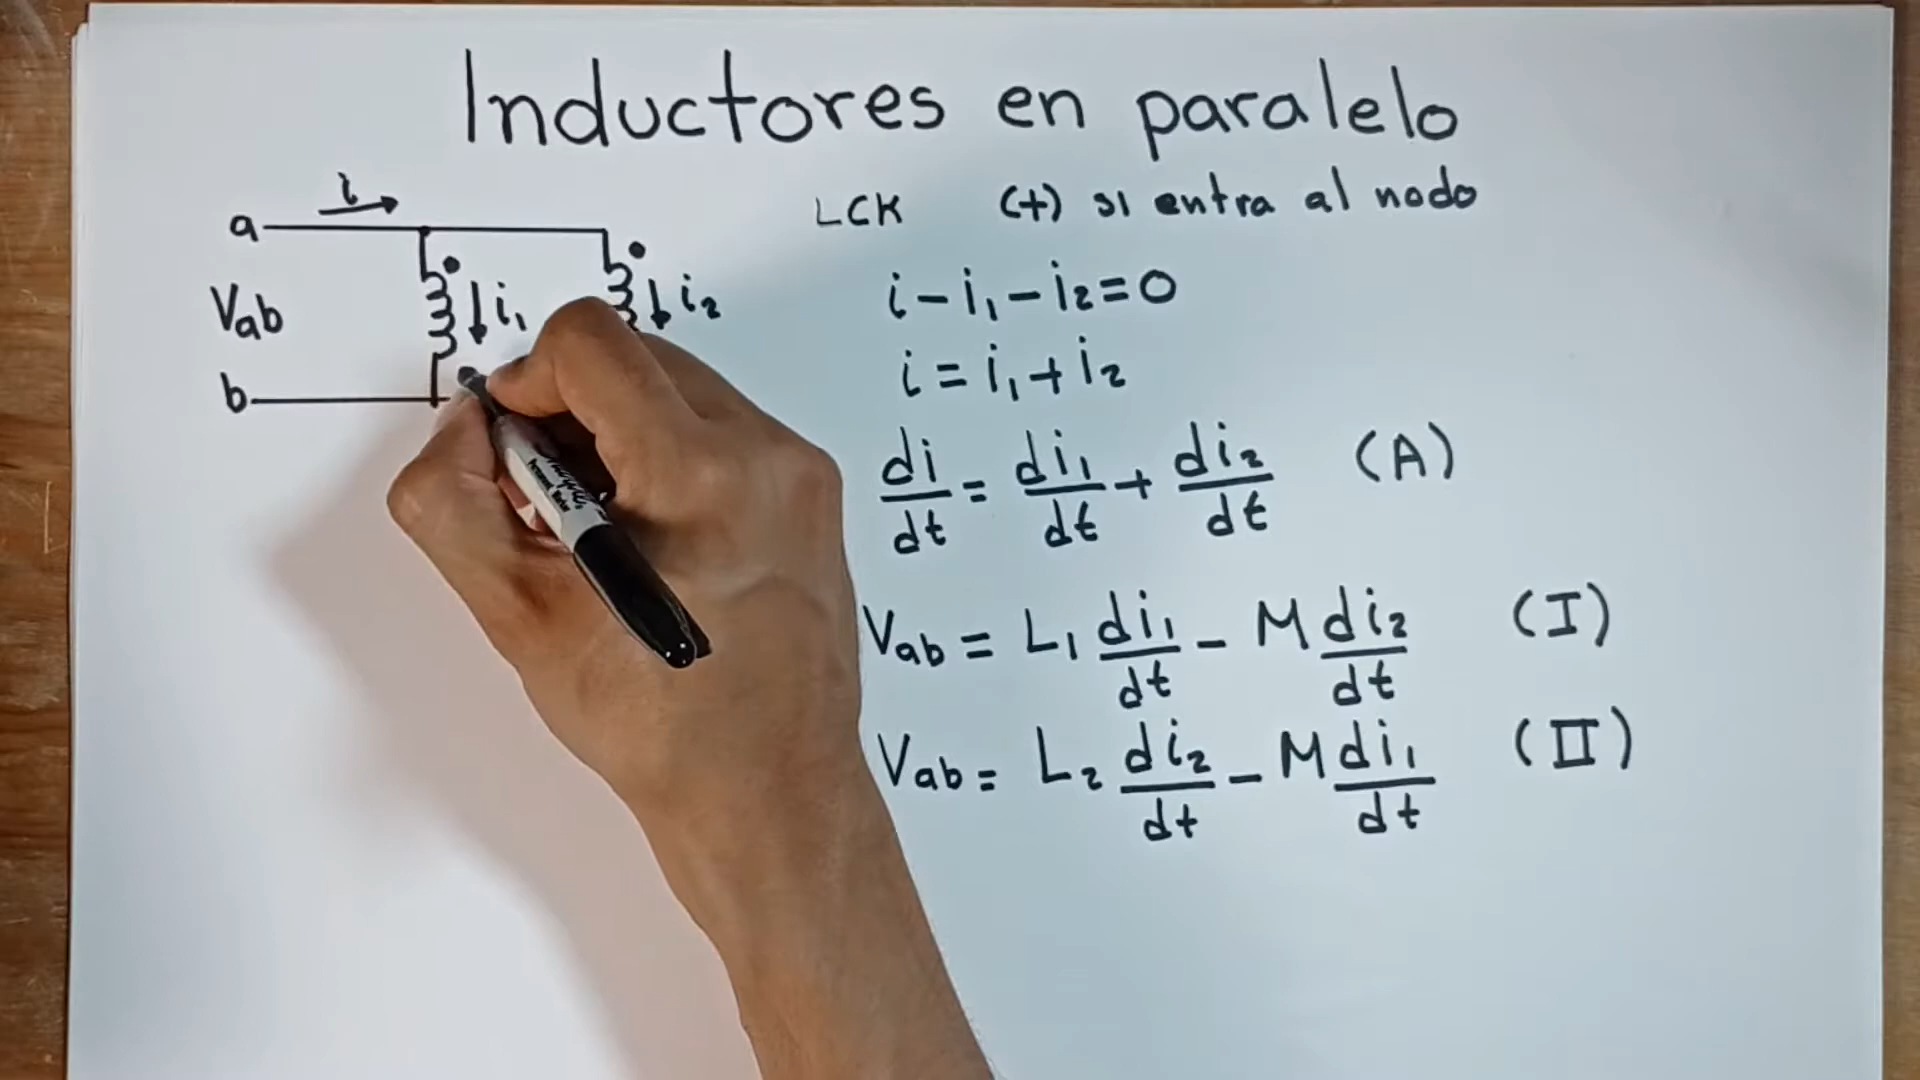 Inductores en paralelo
i
a
Vab
b
i₁
i₂
LCK (+) si entra al nodo
i - i₁ - i₂ = 0
i = i₁ + i₂
di/dt = di₁/dt + di₂/dt (A)
Vab = L₁ di₁/dt - M di₂/dt (I)
Vab = L₂ di₂/dt - M di₁/dt (II)